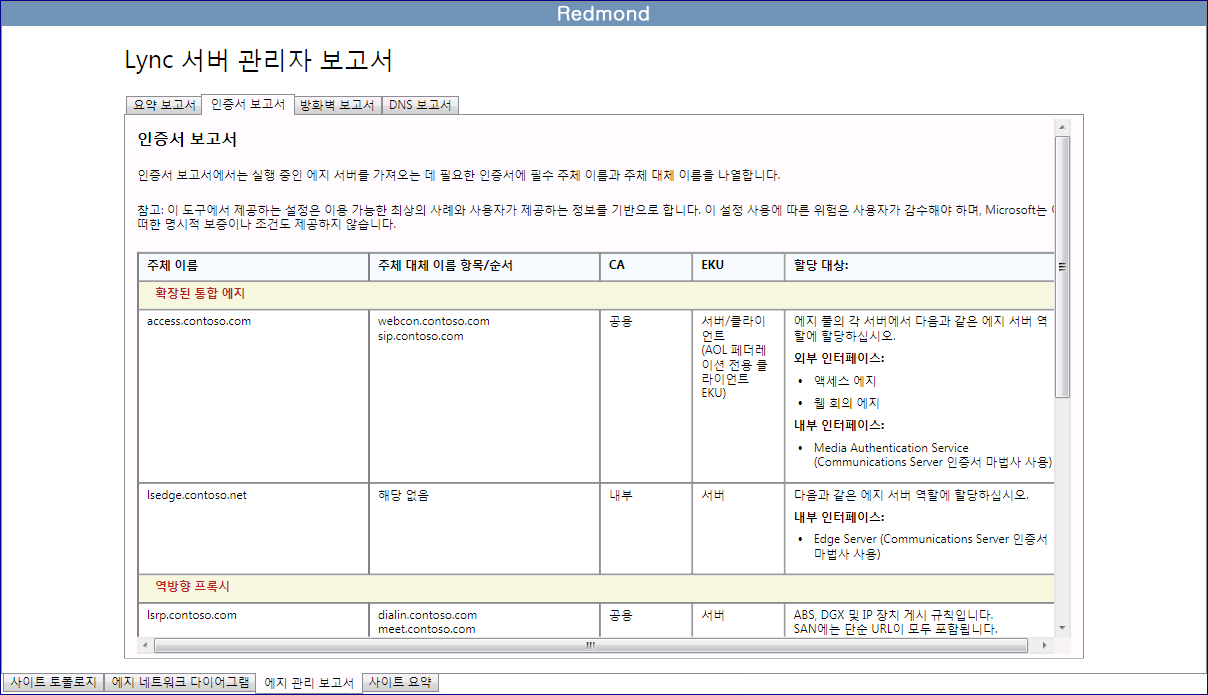 Redmond
Lync 서버 관리자 보고서
요약 보고서 인증서 보고서 방화벽 보고서 DNS 보고서
인증서 보고서
인증서 보고서에서는 실행 중인 에지 서버를 가져오는 데 필요한 인증서에 필수 주체 이름과 주체 대체 이름을 나열합니다.
참고: 이 도구에서 제공하는 설정은 이용 가능한 최상의 사례와 사용자가 제공하는 정보를 기반으로 합니다. 이 설정 사용에 따른 위험은 사용자가 감수해야 하며, Microsoft는
떠한 명시적 보증이나 조건도 제공하지 않습니다.
주체 이름 주체 대체 이름 항목/순서 CA EKU 할당 대상:
확장된 통합 에지
access.contoso.com
webcon.contoso.com
sip.contoso.com
공용
서버/클라이
언트
(AOL 페더레
이션 전용 클
라이언트
EKU)
에지 풀의 각 서버에서 다음과 같은 에지 서버 역
할에 할당하십시오.
외부 인터페이스:
• 액세스 에지
• 웹 회의 에지
내부 인터페이스:
• Media Authentication Service
(Communications Server 인증서 마법사 사용)
lsedge.contoso.net
해당 없음
내부
서버
다음과 같은 에지 서버 역할에 할당하십시오.
내부 인터페이스:
• Edge Server (Communications Server 인증서
마법사 사용)
역방향 프록시
lsrp.contoso.com
dialin.contoso.com
meet.contoso.com
공용
서버
ABS, DGX 및 IP 장치 게시 규칙입니다.
SAN에는 단순 URL이 모두 포함됩니다.
사이트 토폴로지 에지 네트워크 다이어그램 에지 관리 보고서 사이트 요약